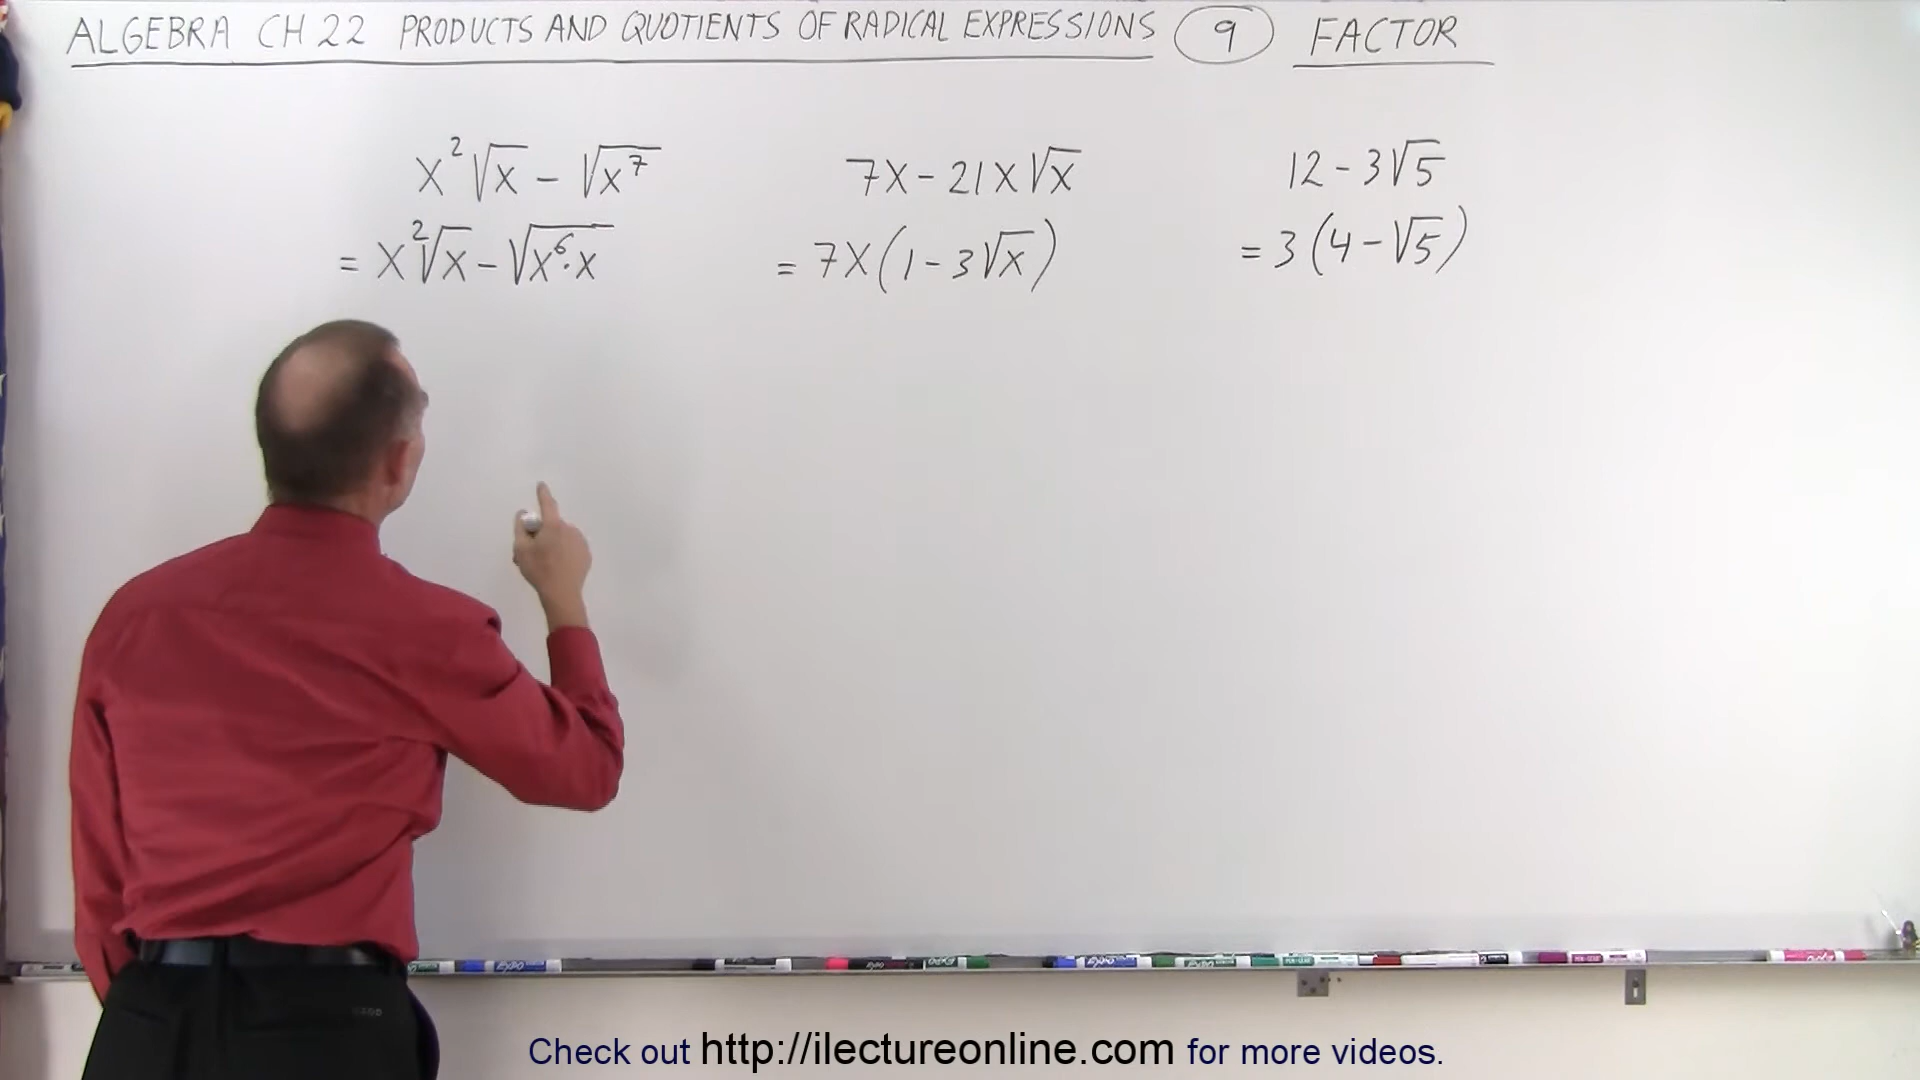 ALGEBRA CH 22 PRODUCTS AND QUOTIENTS OF RADICAL EXPRESSIONS 9 FACTOR
x²√x − √x⁷
= x²√x − √x⁶·x
7x − 21x√x
= 7x(1 − 3√x)
12 − 3√5
= 3(4 − √5)
EXPO
Check out http://ilectureonline.com for more videos.